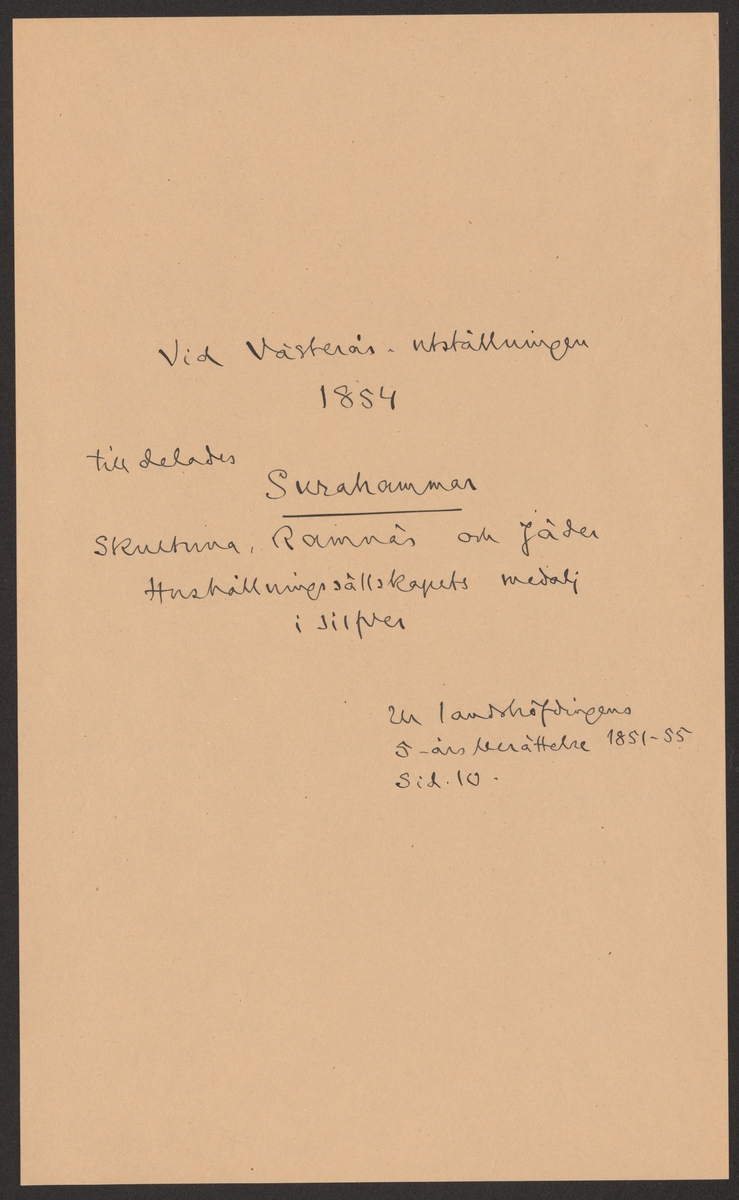 Vid Västerås-utställningen
1854
tilldelades
Surahammar
Skultuna, Ramnäs och Jäder
Hushållningssällskapets medalj
i silfver
Ur landshöfdingens
5-årsberättelse 1851-55
Sid. 10.